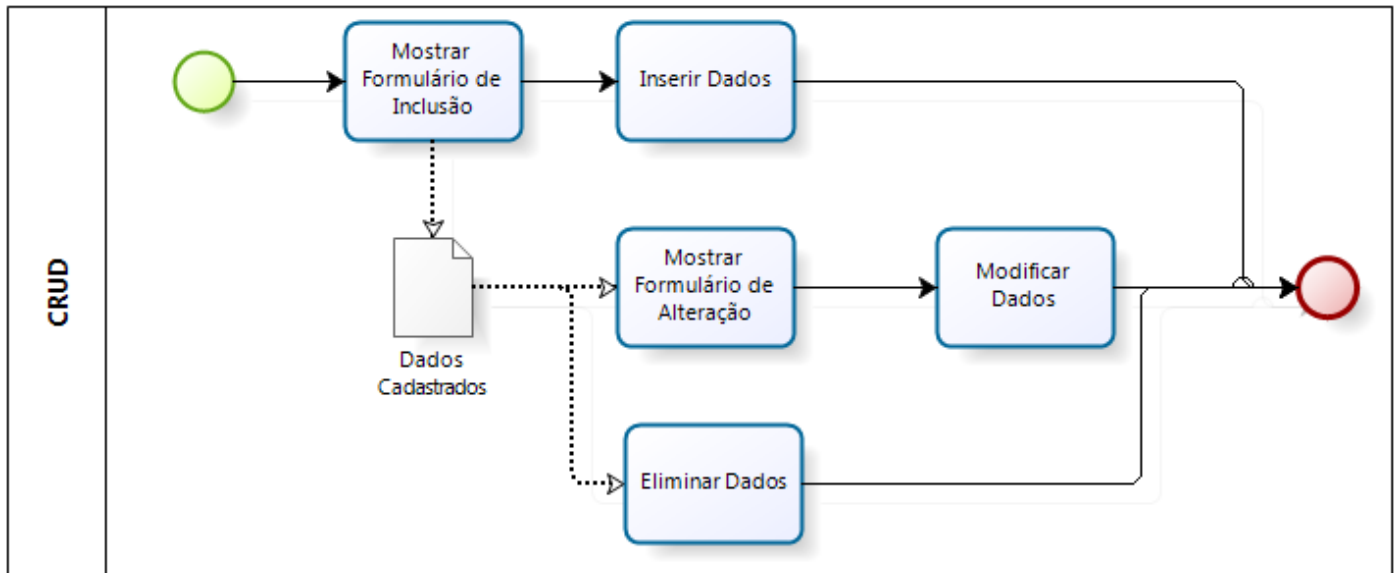 CRUD
Mostrar
Formulário de
Inclusão
Inserir Dados
Dados
Cadastrados
Mostrar
Formulário de
Alteração
Modificar
Dados
Eliminar Dados